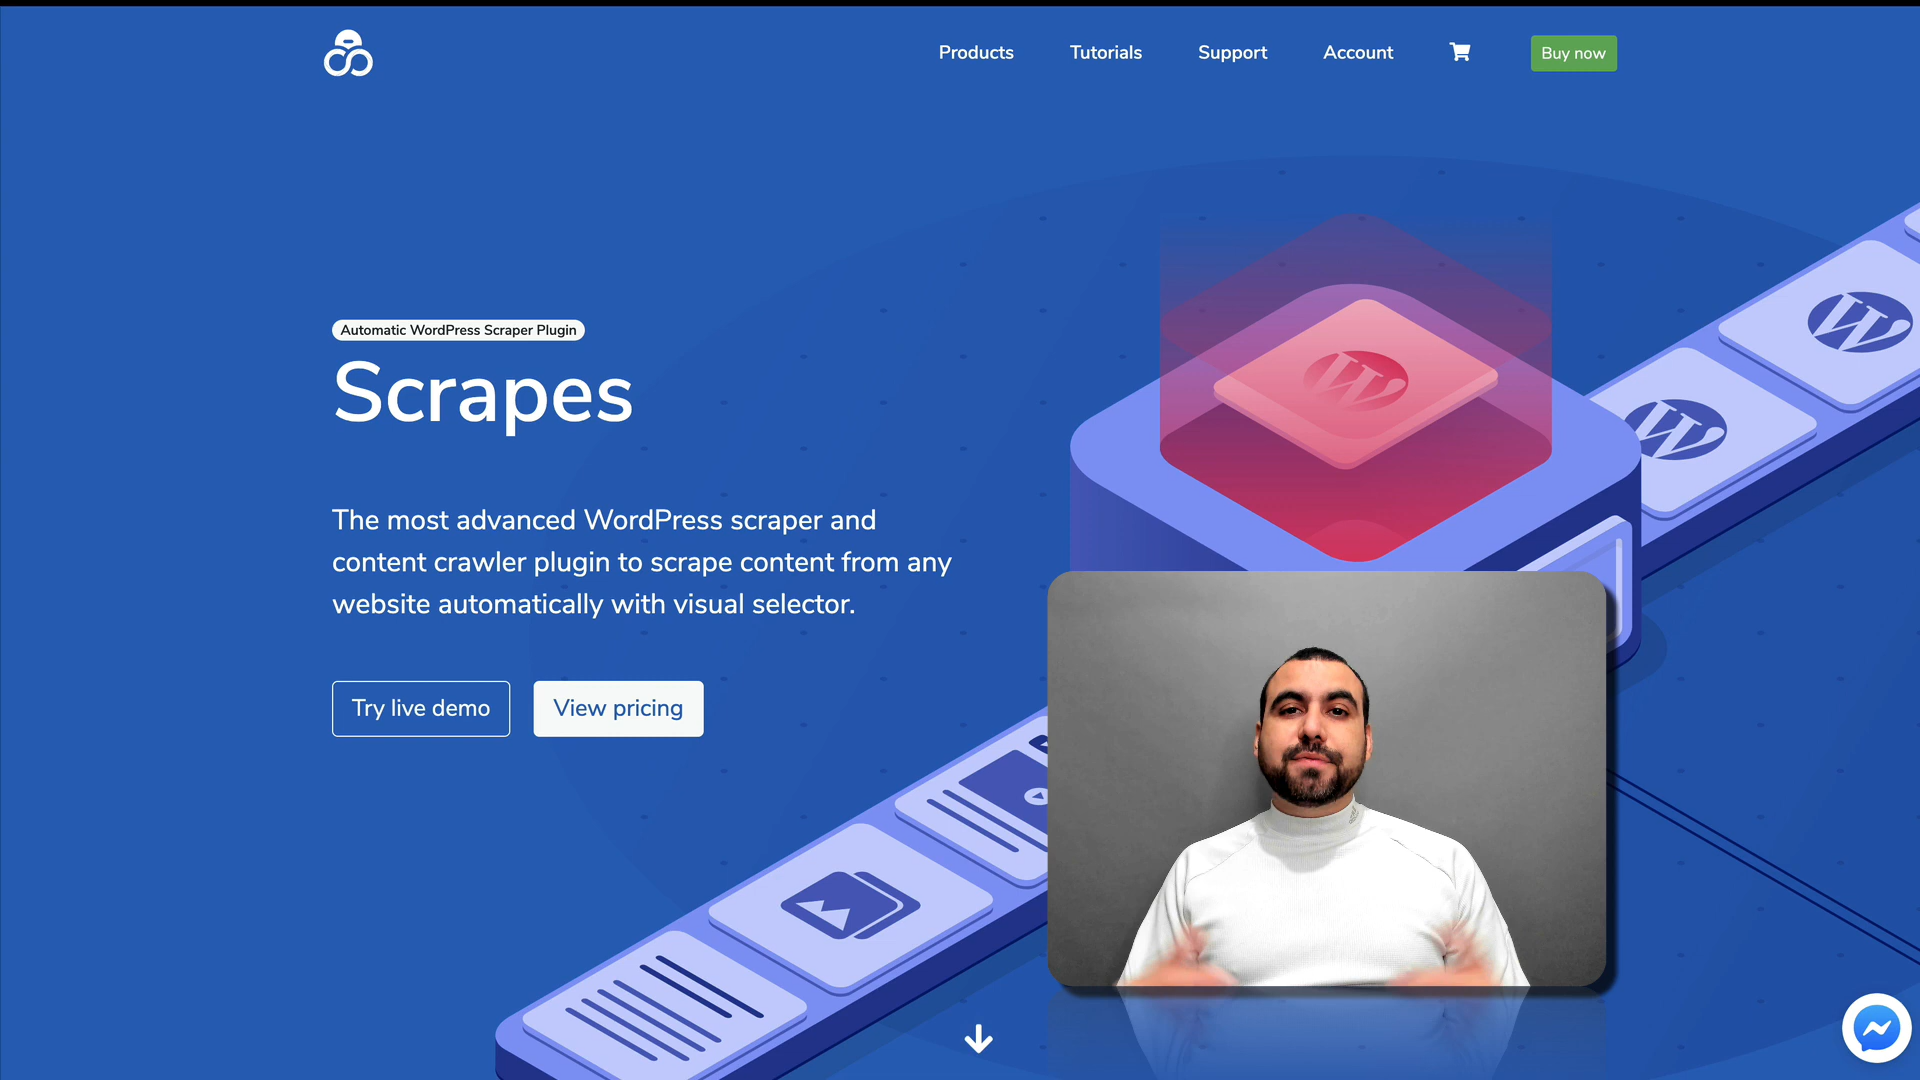 Products
Tutorials
Support
Account
Buy now
Automatic WordPress Scraper Plugin
Scrapes
The most advanced WordPress scraper and
content crawler plugin to scrape content from any
website automatically with visual selector.
Try live demo
View pricing